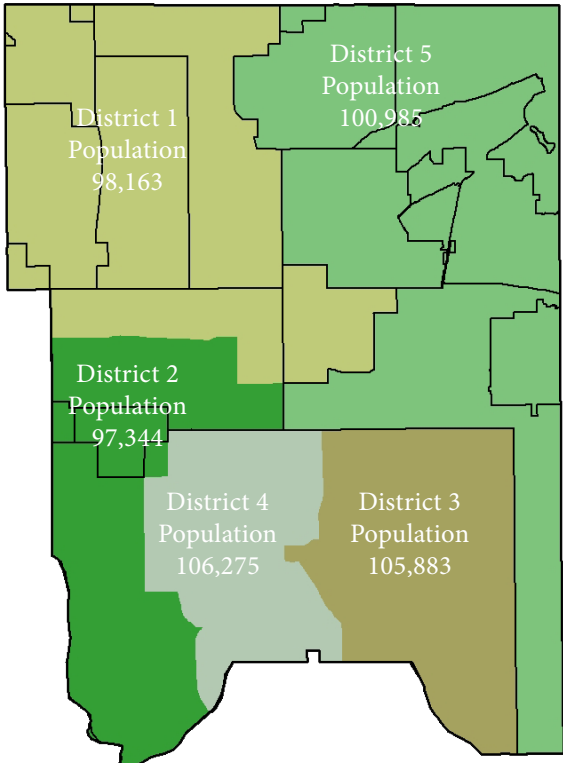 District 5
Population
100,985
District 1
Population
98,163
District 2
Population
97,344
District 4
Population
106,275
District 3
Population
105,883